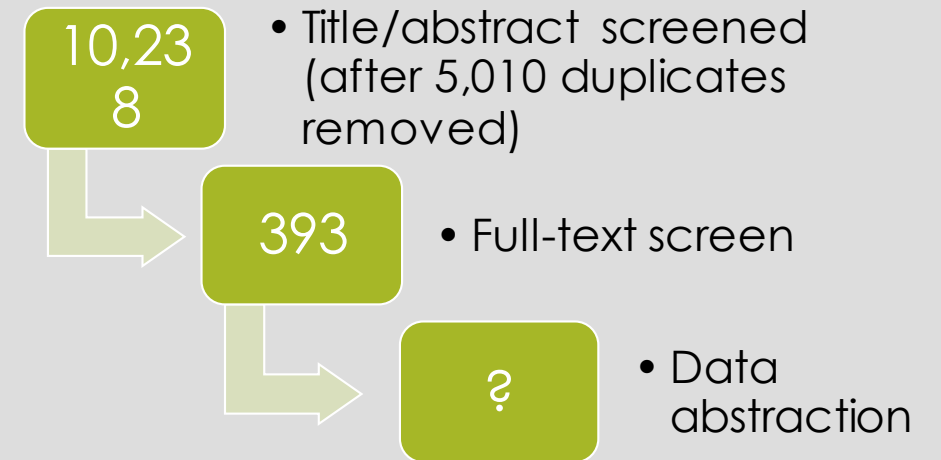 10,23
8
• Title/abstract screened
(after 5,010 duplicates
removed)
393
• Full-text screen
?
• Data
abstraction